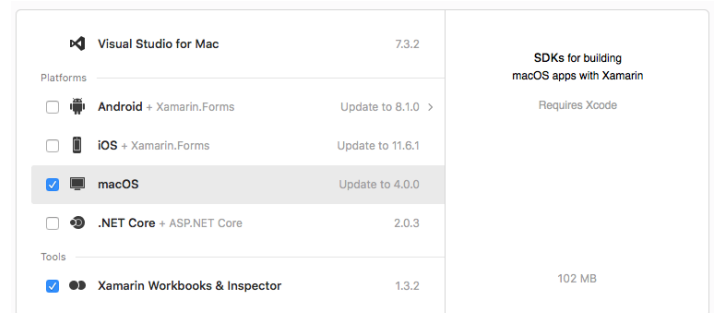 Visual Studio for Mac 7.3.2
Platforms
Android + Xamarin.Forms Update to 8.1.0 >
iOS + Xamarin.Forms Update to 11.6.1
macOS Update to 4.0.0
.NET Core + ASP.NET Core 2.0.3
Tools
Xamarin Workbooks & Inspector 1.3.2
SDKs for building
macOS apps with Xamarin
Requires Xcode
102 MB